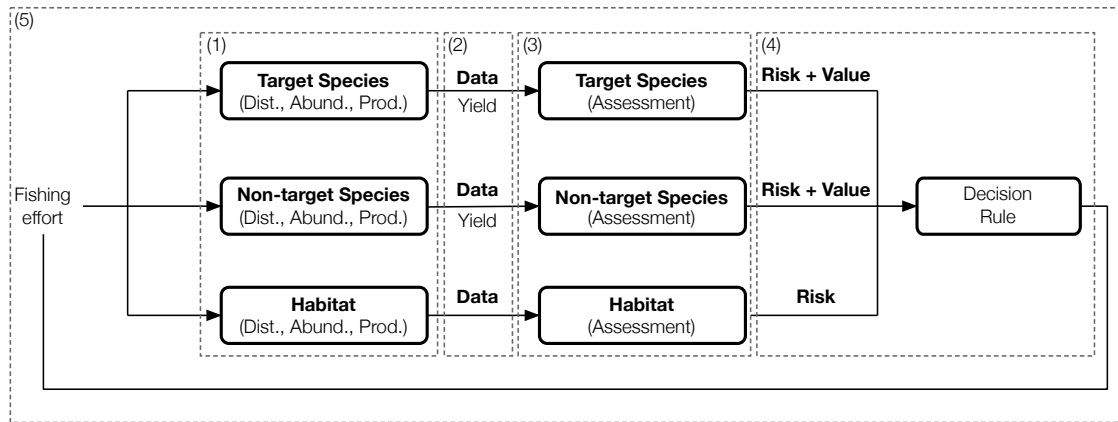 (5)
(1)
(2)
(3)
(4)
Target Species
(Dist., Abund., Prod.)
Data
Yield
Target Species
(Assessment)
Risk + Value
Fishing
effort
Non-target Species
(Dist., Abund., Prod.)
Data
Yield
Non-target Species
(Assessment)
Risk + Value
Decision
Rule
Habitat
(Dist., Abund., Prod.)
Data
Habitat
(Assessment)
Risk